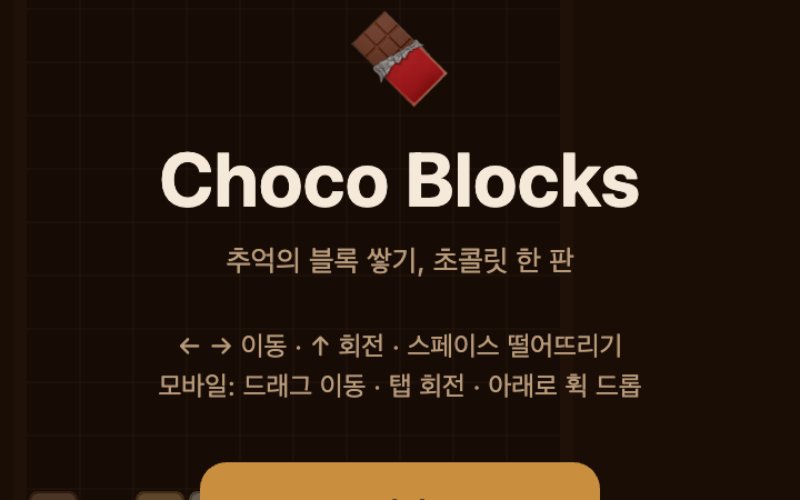 Choco Blocks
추억의 블록 쌓기, 초콜릿 한 판
← → 이동 · ↑ 회전 · 스페이스 떨어뜨리기
모바일: 드래그 이동 · 탭 회전 · 아래로 획 드롭